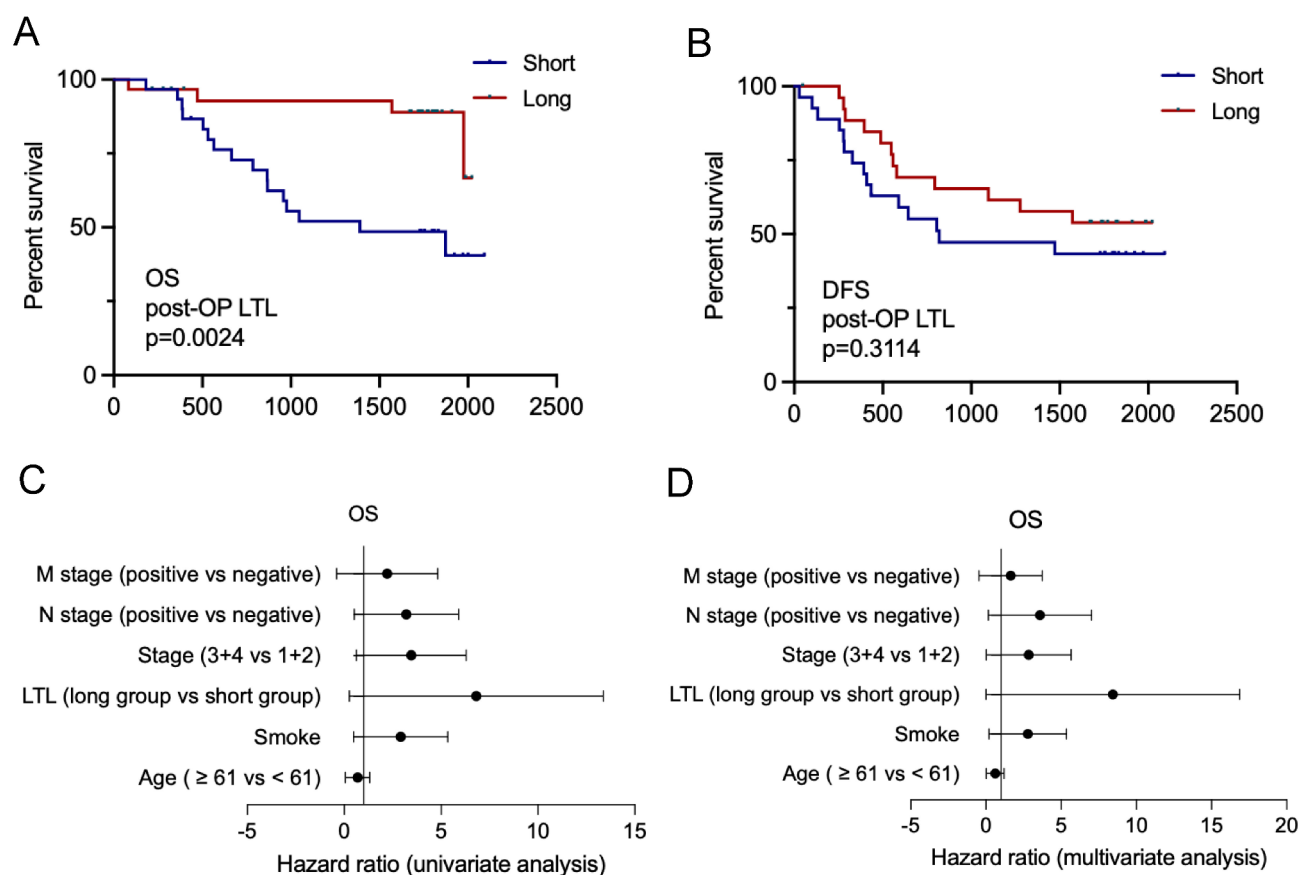 A
Short
Long
100
50
0
Percent survival
OS
post-OP LTL
p=0.0024
0 500 1000 1500 2000 2500
B
Short
Long
100
50
0
Percent survival
DFS
post-OP LTL
p=0.3114
0 500 1000 1500 2000 2500
C
OS
M stage (positive vs negative)
N stage (positive vs negative)
Stage (3+4 vs 1+2)
LTL (long group vs short group)
Smoke
Age ( ≥ 61 vs < 61)
-5 0 5 10 15
Hazard ratio (univariate analysis)
D
OS
M stage (positive vs negative)
N stage (positive vs negative)
Stage (3+4 vs 1+2)
LTL (long group vs short group)
Smoke
Age ( ≥ 61 vs < 61)
-5 0 5 10 15 20
Hazard ratio (multivariate analysis)